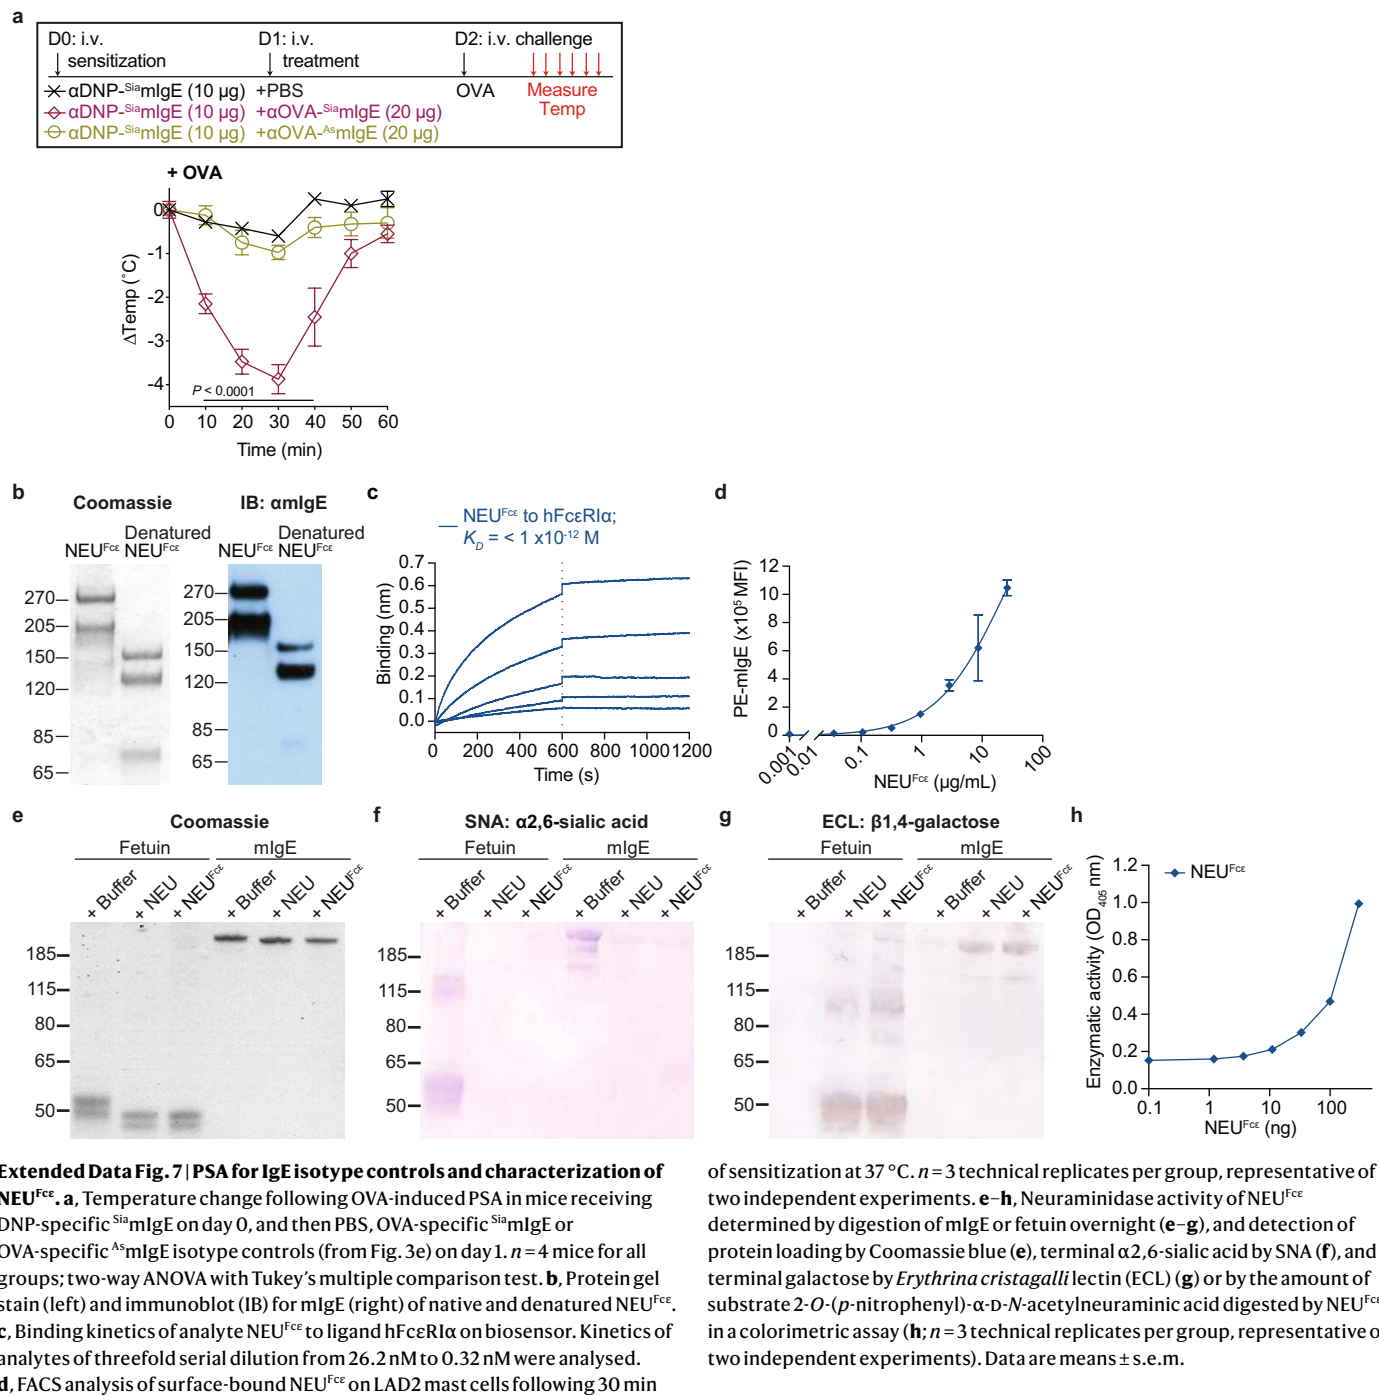 a
D0: i.v. D1: i.v. D2: i.v. challenge
sensitization treatment
αDNP-SiamIgE (10 µg) +PBS OVA Measure
αDNP-SiamIgE (10 µg) +αOVA-SiamIgE (20 µg) Temp
αDNP-SiamIgE (10 µg) +αOVA-AsmIgE (20 µg)
+ OVA
0
-1
-2
-3
-4
ΔTemp (˚C)
P < 0.0001
0 10 20 30 40 50 60
Time (min)
b
Coomassie IB: αmIgE
Denatured Denatured
NEUFcε NEUFcε NEUFcε NEUFcε
270 270
205 205
150 150
120 120
85 85
65 65
c
NEUFcε to hFcεRIα;
KD = < 1 x10-12 M
0.7
0.6
0.5
0.4
0.3
0.2
0.1
0.0
Binding (nm)
0 200 400 600 800 1000 1200
Time (s)
d
12
10
8
6
4
2
0
PE-mIgE (x105 MFI)
0.001 0.01 0.1 1 10 100
NEUFcε (µg/mL)
e
Coomassie
Fetuin mIgE
+ Buffer + NEU + NEUFcε + Buffer + NEU + NEUFcε
185
115
80
65
50
f
SNA: α2,6-sialic acid
Fetuin mIgE
+ Buffer + NEU + NEUFcε + Buffer + NEU + NEUFcε
185
115
80
65
50
g
ECL: β1,4-galactose
Fetuin mIgE
+ Buffer + NEU + NEUFcε + Buffer + NEU + NEUFcε
185
115
80
65
50
h
NEUFcε
1.2
1.0
0.8
0.6
0.4
0.2
0.0
Enzymatic activity (OD405 nm)
0.1 1 10 100
NEUFcε (ng)
Extended Data Fig. 7 | PSA for IgE isotype controls and characterization of
NEUFcε. a, Temperature change following OVA-induced PSA in mice receiving
DNP-specific SiamIgE on day 0, and then PBS, OVA-specific SiamIgE or
OVA-specific AsmIgE isotype controls (from Fig. 3e) on day 1. n = 4 mice for all
groups; two-way ANOVA with Tukey's multiple comparison test. b, Protein gel
stain (left) and immunoblot (IB) for mIgE (right) of native and denatured NEUFcε.
c, Binding kinetics of analyte NEUFcε to ligand hFcεRIα on biosensor. Kinetics of
analytes of threefold serial dilution from 26.2 nM to 0.32 nM were analysed.
d, FACS analysis of surface-bound NEUFcε on LAD2 mast cells following 30 min
of sensitization at 37 °C. n = 3 technical replicates per group, representative of
two independent experiments. e–h, Neuraminidase activity of NEUFcε
determined by digestion of mIgE or fetuin overnight (e–g), and detection of
protein loading by Coomassie blue (e), terminal α2,6-sialic acid by SNA (f), and
terminal galactose by Erythrina cristagalli lectin (ECL) (g) or by the amount of
substrate 2-O-(p-nitrophenyl)-α-D-N-acetylneuraminic acid digested by NEUFcε
in a colorimetric assay (h; n = 3 technical replicates per group, representative o
two independent experiments). Data are means ± s.e.m.